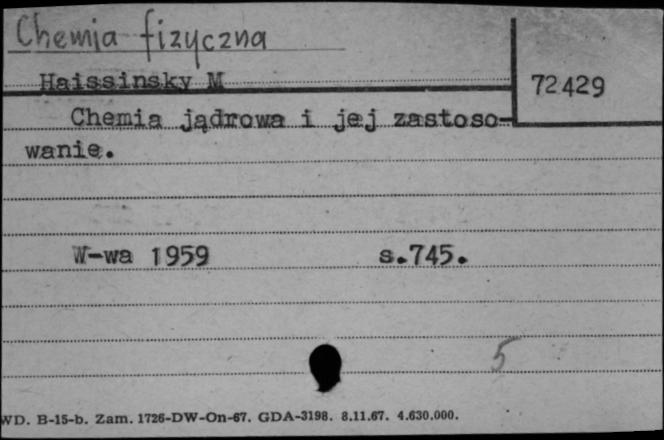 Chemia fizyczna
Haissinsky M
72429
Chemia jądrowa i jej zastoso-
wanie.
W-wa 1959 s.745.
5
WD. B-15-b. Zam. 1726-DW-On-67. GDA-3198. 8.11.67. 4.630.000.